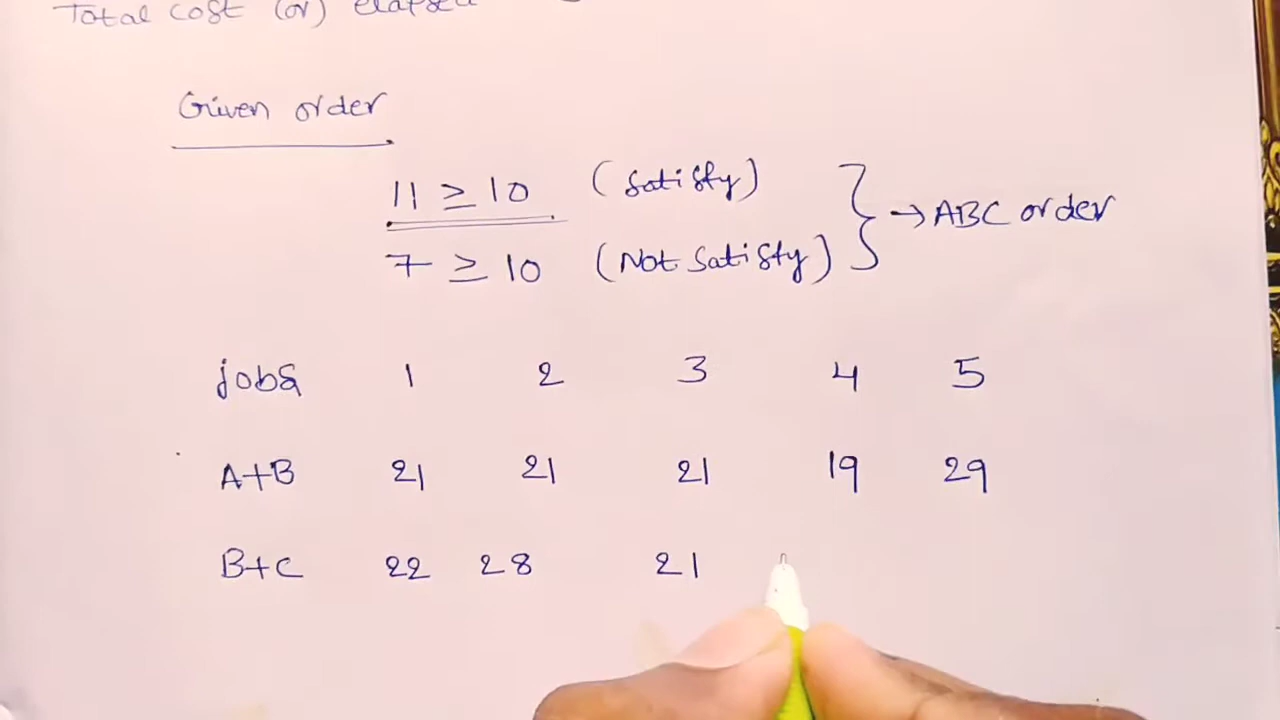 Total cost (or) elapsed
Given order
11 ≥ 10 (Satisfy)
7 ≥ 10 (Not Satisfy)
→ ABC order
jobs 1 2 3 4 5
A+B 21 21 21 19 29
B+C 22 28 21